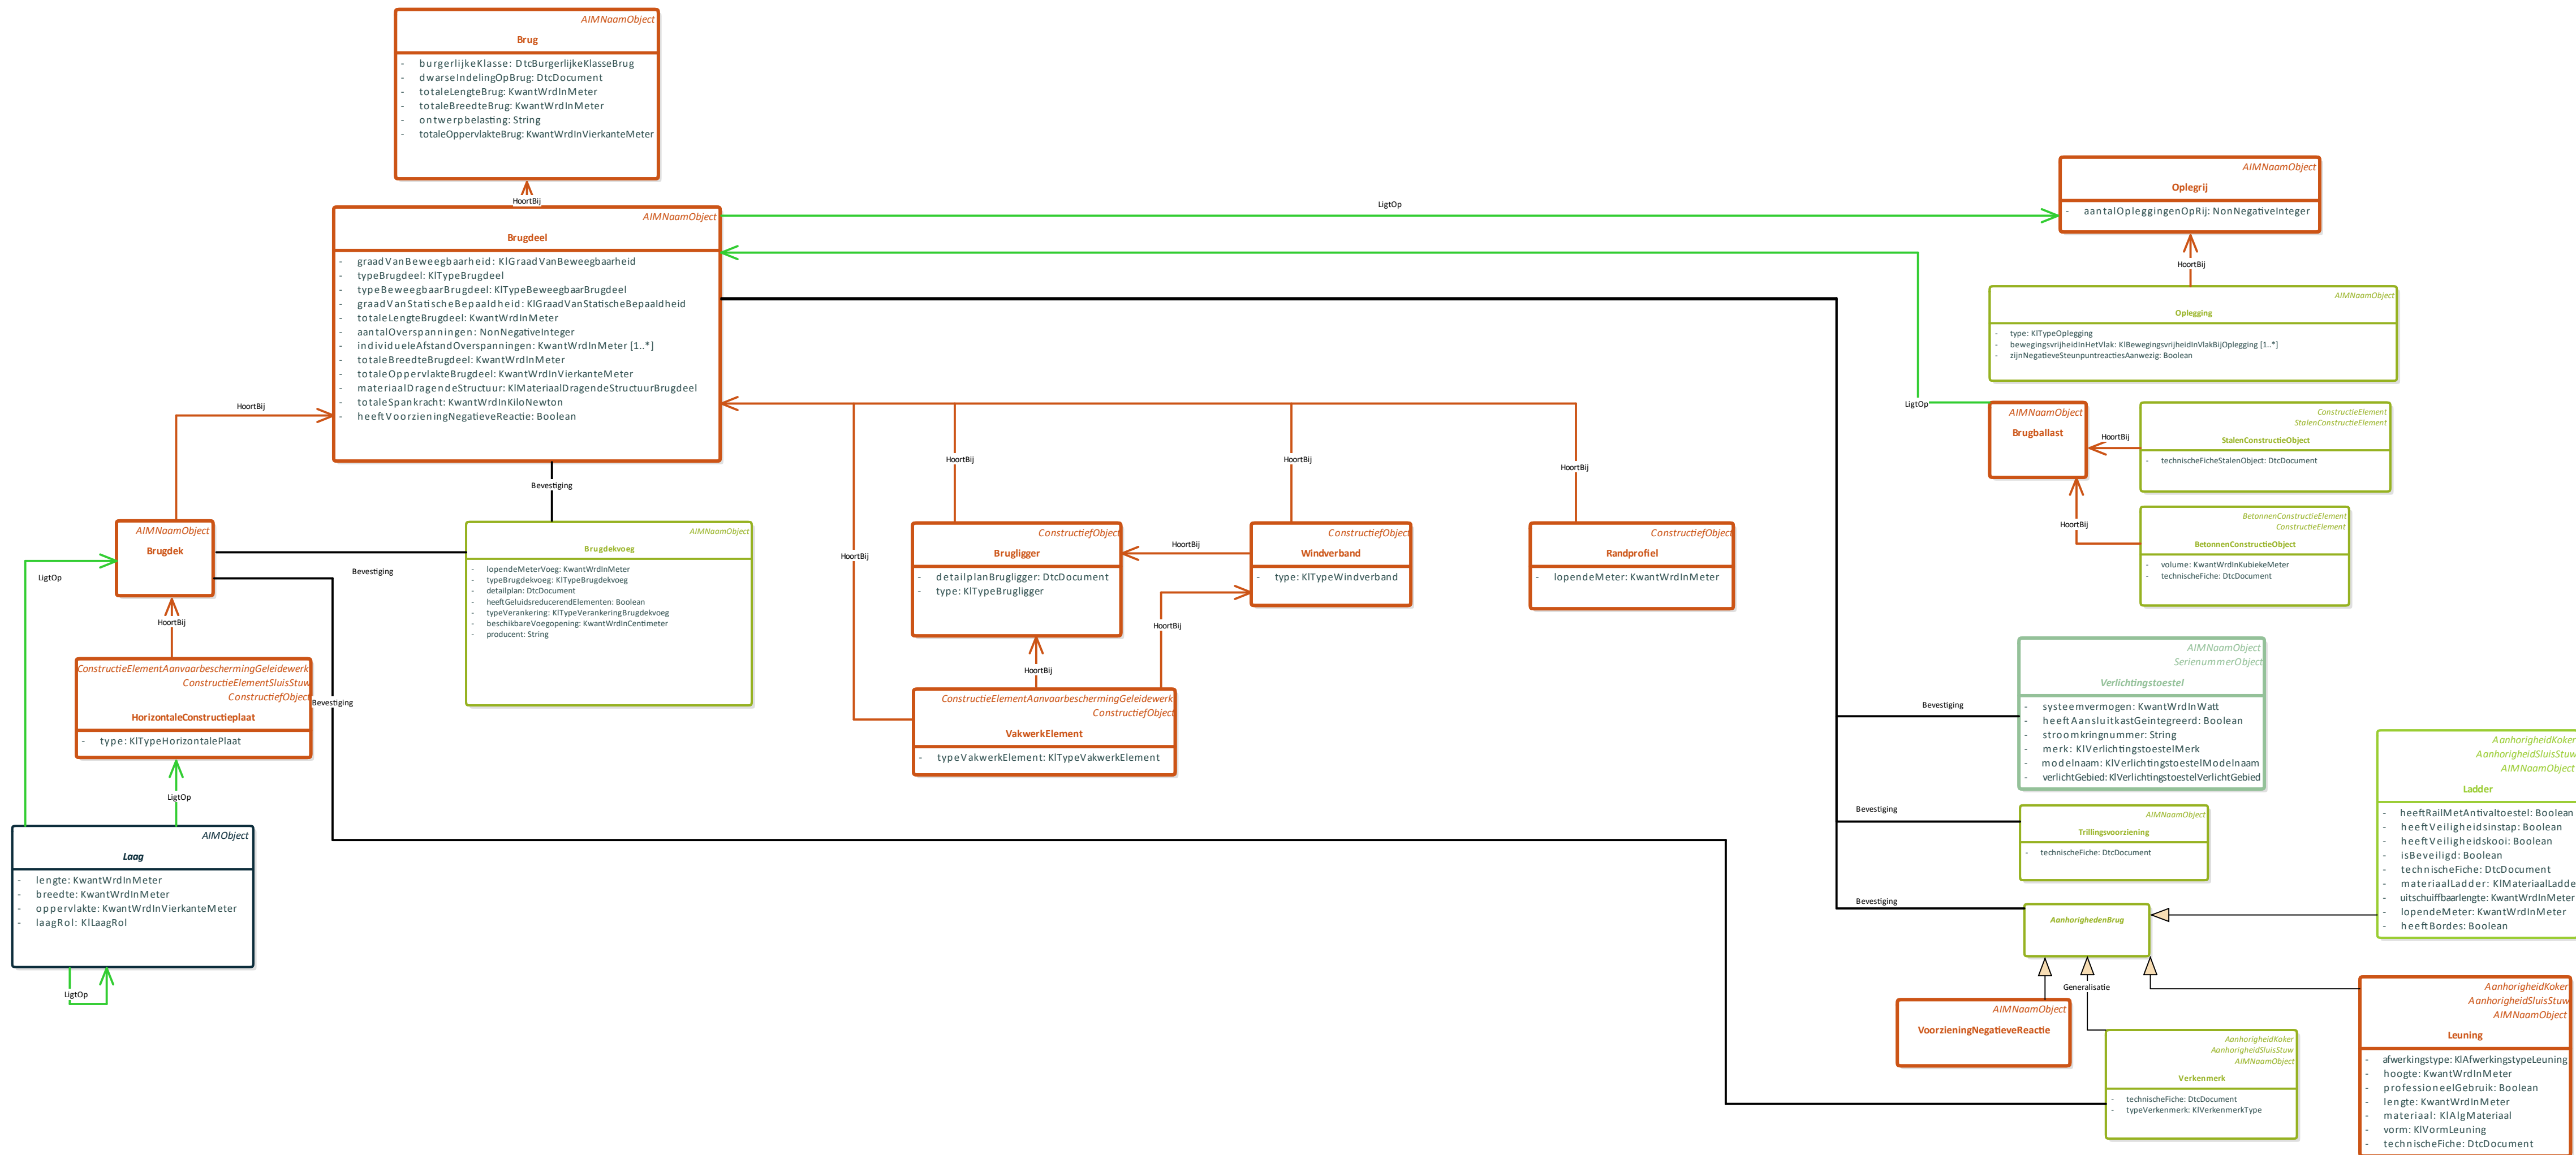 AIMNaamObject
Brug
- burgerlijkeKlasse: DtcBurgerlijkeKlasseBrug
- dwarseIndelingOpBrug: DtcDocument
- totaleLengteBrug: KwantWrdInMeter
- totaleBreedteBrug: KwantWrdInMeter
- ontwerpbelasting: String
- totaleOppervlakteBrug: KwantWrdInVierkanteMeter
HoortBij
AIMNaamObject
Brugdeel
- graadVanBeweegbaarheid: KlGraadVanBeweegbaarheid
- typeBrugdeel: KlTypeBrugdeel
- typeBeweegbaarBrugdeel: KlTypeBeweegbaarBrugdeel
- graadVanStatischeBepaaldheid: KlGraadVanStatischeBepaaldheid
- totaleLengteBrugdeel: KwantWrdInMeter
- aantalOverspanningen: NonNegativeInteger
- individueleAfstandOverspanningen: KwantWrdInMeter [1..*]
- totaleBreedteBrugdeel: KwantWrdInMeter
- totaleOppervlakteBrugdeel: KwantWrdInVierkanteMeter
- materiaalDragendeStructuur: KlMateriaalDragendeStructuurBrugdeel
- totaleSpankracht: KwantWrdInKiloNewton
- heeftVoorzieningNegatieveReactie: Boolean
LigtOp
AIMNaamObject
Oplegrij
- aantalOpleggingenOpRij: NonNegativeInteger
HoortBij
AIMNaamObject
Oplegging
- type: KlTypeOplegging
- bewegingsvrijheidInHetVlak: KlBewegingsvrijheidInVlakBijOplegging [1..*]
- zijnNegatieveSteunpuntreactiesAanwezig: Boolean
LigtOp
AIMNaamObject
Brugballast
HoortBij
ConstructieElement
StalenConstructieElement
StalenConstructieObject
- technischeFicheStalenObject: DtcDocument
HoortBij
BetonnenConstructieElement
ConstructieElement
BetonnenConstructieObject
- volume: KwantWrdInKubiekeMeter
- technischeFiche: DtcDocument
HoortBij
Bevestiging
HoortBij
HoortBij
HoortBij
HoortBij
AIMNaamObject
Brugdek
Bevestiging
AIMNaamObject
Brugdekvoeg
- lopendeMeterVoeg: KwantWrdInMeter
- typeBrugdekvoeg: KlTypeBrugdekvoeg
- detailplan: DtcDocument
- heeftGeluidsreducerendElementen: Boolean
- typeVerankering: KlTypeVerankeringBrugdekvoeg
- beschikbareVoegopening: KwantWrdInCentimeter
- producent: String
ConstructiefObject
Brugligger
- detailplanBrugligger: DtcDocument
- type: KlTypeBrugligger
HoortBij
ConstructiefObject
Windverband
- type: KlTypeWindverband
ConstructiefObject
Randprofiel
- lopendeMeter: KwantWrdInMeter
LigtOp
HoortBij
HoortBij
HoortBij
ConstructieElementAanvaarbeschermingGeleidewerk
ConstructieElementSluisStuw
ConstructiefObject
HorizontaleConstructieplaat
- type: KlTypeHorizontalePlaat
Bevestiging
ConstructieElementAanvaarbeschermingGeleidewerk
ConstructiefObject
VakwerkElement
- typeVakwerkElement: KlTypeVakwerkElement
LigtOp
AIMObject
Laag
- lengte: KwantWrdInMeter
- breedte: KwantWrdInMeter
- oppervlakte: KwantWrdInVierkanteMeter
- laagRol: KlLaagRol
LigtOp
Bevestiging
AIMNaamObject
SerienummerObject
Verlichtingstoestel
- systeemvermogen: KwantWrdInWatt
- heeftAansluitkastGeintegreerd: Boolean
- stroomkringnummer: String
- merk: KlVerlichtingstoestelMerk
- modelnaam: KlVerlichtingstoestelModelnaam
- verlichtGebied: KlVerlichtingstoestelVerlichtGebied
Bevestiging
AIMNaamObject
Trillingsvoorziening
- technischeFiche: DtcDocument
Bevestiging
AanhorighedenBrug
AanhorigheidKoker
AanhorigheidSluisStuw
AIMNaamObject
Ladder
- heeftRailMetAntivaltoestel: Boolean
- heeftVeiligheidsinstap: Boolean
- heeftVeiligheidskooi: Boolean
- isBeveiligd: Boolean
- technischeFiche: DtcDocument
- materiaalLadder: KlMateriaalLadde
- uitschuiffbaarlengte: KwantWrdInMeter
- lopendeMeter: KwantWrdInMeter
- heeftBordes: Boolean
Generalisatie
AIMNaamObject
VoorzieningNegatieveReactie
AanhorigheidKoker
AanhorigheidSluisStuw
AIMNaamObject
Verkenmerk
- technischeFiche: DtcDocument
- typeVerkenmerk: KlVerkenmerkType
AanhorigheidKoker
AanhorigheidSluisStuw
AIMNaamObject
Leuning
- afwerkingstype: KlAfwerkingstypeLeuning
- hoogte: KwantWrdInMeter
- professioneelGebruik: Boolean
- lengte: KwantWrdInMeter
- materiaal: KlAlgMateriaal
- vorm: KlVormLeuning
- technischeFiche: DtcDocument